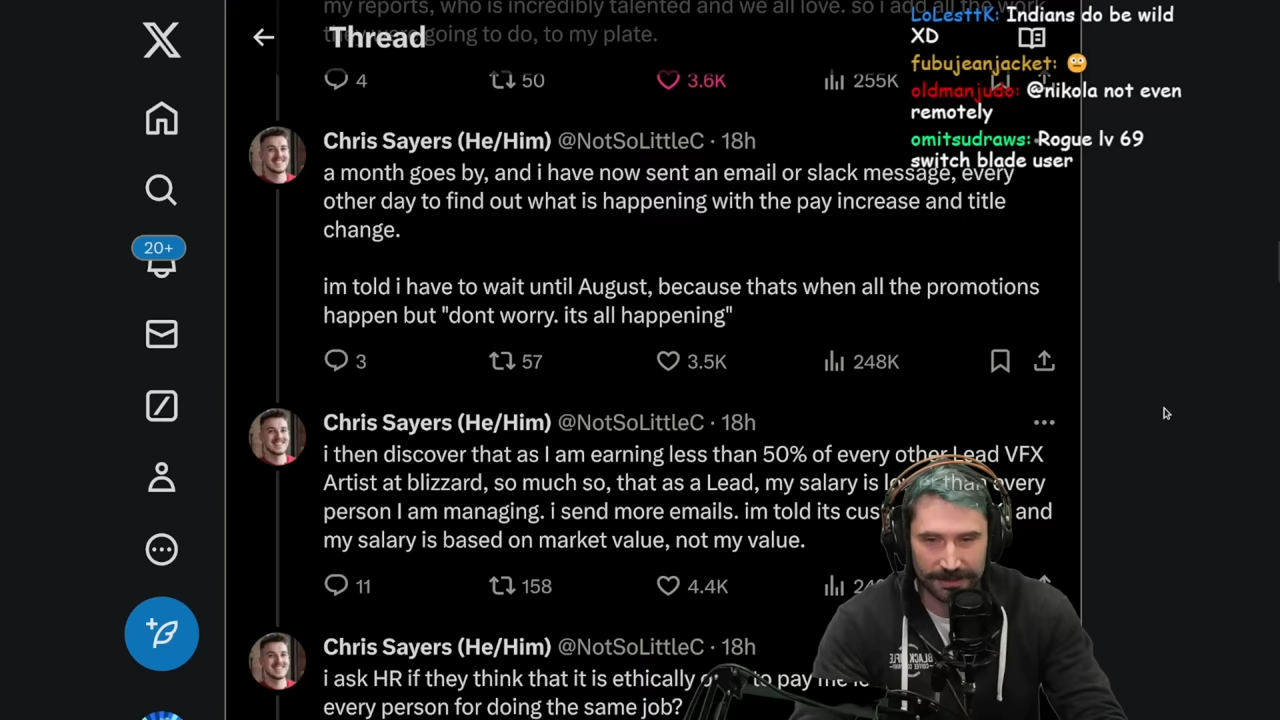 my reports, who is incredibly talented and we all love. so i add all the work
they were going to do, to my plate.
Thread
4 50 3.6K 255K
LoLesttK: Indians do be wild
XD
fubujeanjacket:
oldmanjudo: @nikola not even
remotely
omitsudraws: Rogue lv 69
switch blade user
20+
Chris Sayers (He/Him) @NotSoLittleC · 18h
a month goes by, and i have now sent an email or slack message, every
other day to find out what is happening with the pay increase and title
change.
im told i have to wait until August, because thats when all the promotions
happen but "dont worry. its all happening"
3 57 3.5K 248K
Chris Sayers (He/Him) @NotSoLittleC · 18h
i then discover that as I am earning less than 50% of every other Lead VFX
Artist at blizzard, so much so, that as a Lead, my salary is lower than every
person I am managing. i send more emails. im told its and
my salary is based on market value, not my value.
11 158 4.4K
Chris Sayers (He/Him) @NotSoLittleC · 18h
i ask HR if they think that it is ethically to pay me
every person for doing the same job?